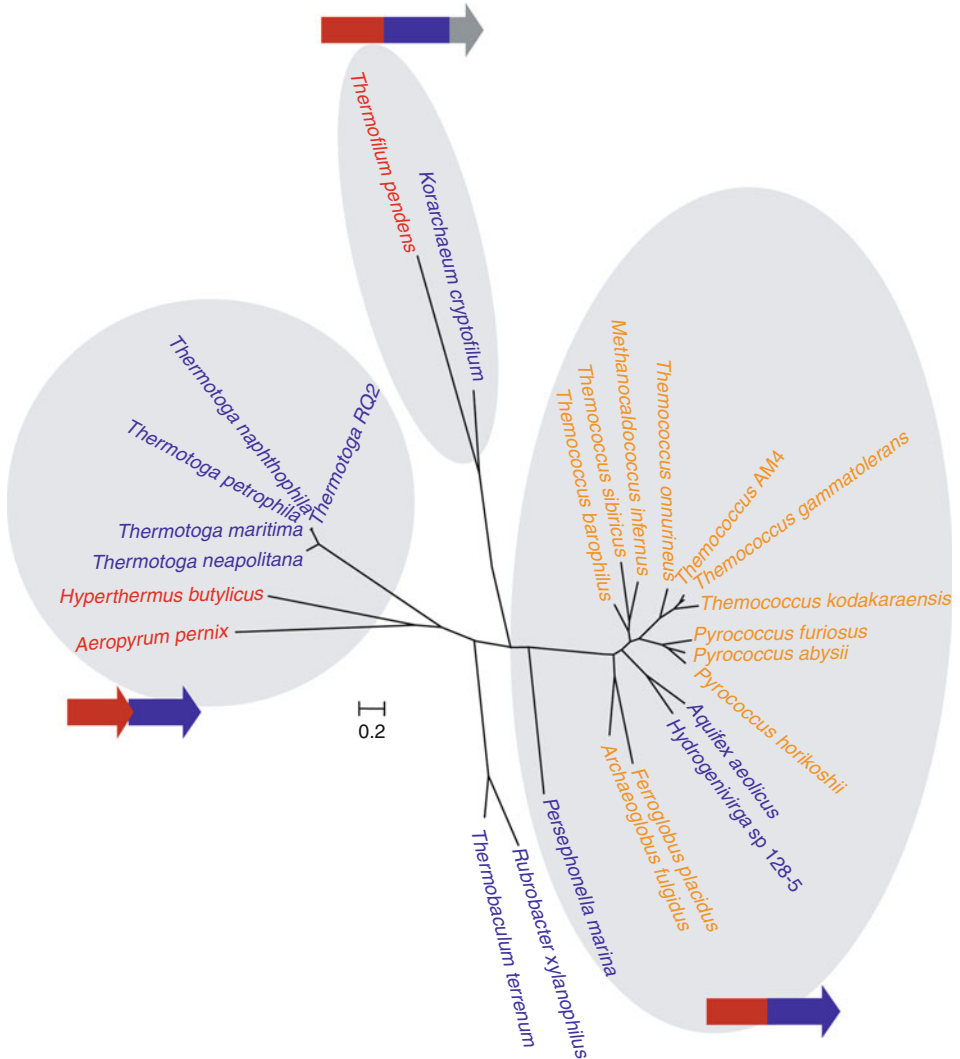 Thermofilum pendens
Korarchaeum cryptofilum
Thermotoga naphthophila
Thermotoga RQ2
Thermotoga petrophila
Thermotoga maritima
Thermotoga neapolitana
Hyperthermus butylicus
Aeropyrum pernix
0.2
Themococcus barophilus
Themococcus sibiricus
Methanocaldococcus infernus
Themococcus onnurineus
Themococcus AM4
Themococcus gammatolerans
Themococcus kodakaraensis
Pyrococcus furiosus
Pyrococcus abysii
Pyrococcus horikoshii
Aquifex aeolicus
Hydrogenivirga sp 128-5
Ferroglobus placidus
Archaeoglobus fulgidus
Persephonella marina
Rubrobacter xylanophilus
Thermobaculum terrenum